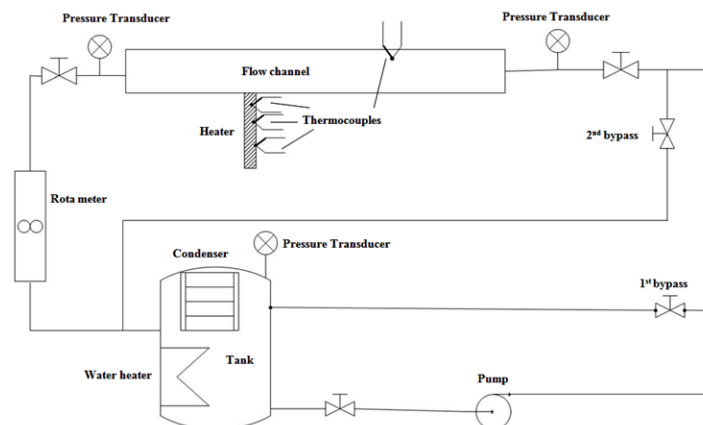 Pressure Transducer
Pressure Transducer
Flow channel
Thermocouples
Heater
2nd bypass
Rota meter
Pressure Transducer
Condenser
1st bypass
Tank
Water heater
Pump